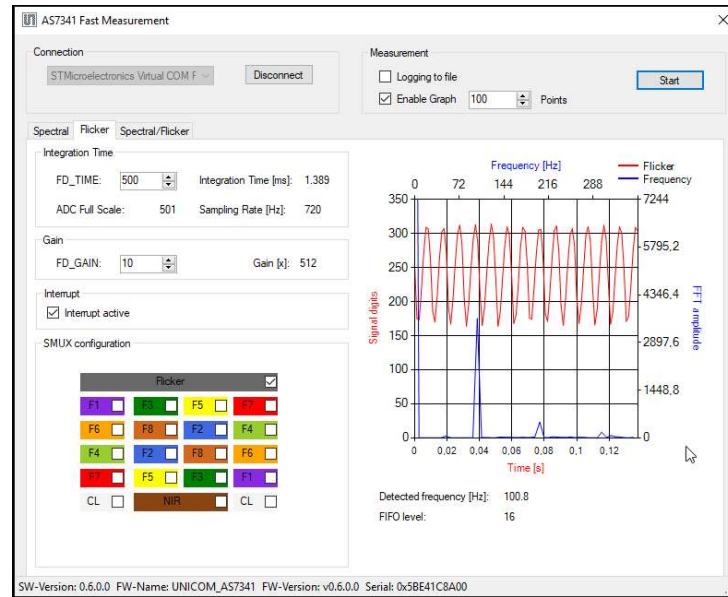 AS7341 Fast Measurement
Connection
STMicroelectronics Virtual COM F
Disconnect
Measurement
Logging to file
Enable Graph 100 Points
Start
Spectral Flicker Spectral/Flicker
Integration Time
FD_TIME: 500 Integration Time [ms]: 1.389
ADC Full Scale: 501 Sampling Rate [Hz]: 720
Gain
FD_GAIN: 10 Gain [x]: 512
Interrupt
Interrupt active
SMUX configuration
Flicker
F1 F3 F5 F7
F6 F8 F2 F4
F4 F2 F8 F6
F7 F5 F3 F1
CL NIR CL
Frequency [Hz]
0 72 144 216 288
Flicker
Frequency
350 7244
300 5795,2
250 4346,4
200
150 2897,6
100 1448,8
50
0 0
Signal digits
FFT amplitude
0 0,02 0,04 0,06 0,08 0,1 0,12
Time [s]
Detected frequency [Hz]: 100.8
FIFO level: 16
SW-Version: 0.6.0.0 FW-Name: UNICOM_AS7341 FW-Version: v0.6.0.0 Serial: 0x5BE41C8A00